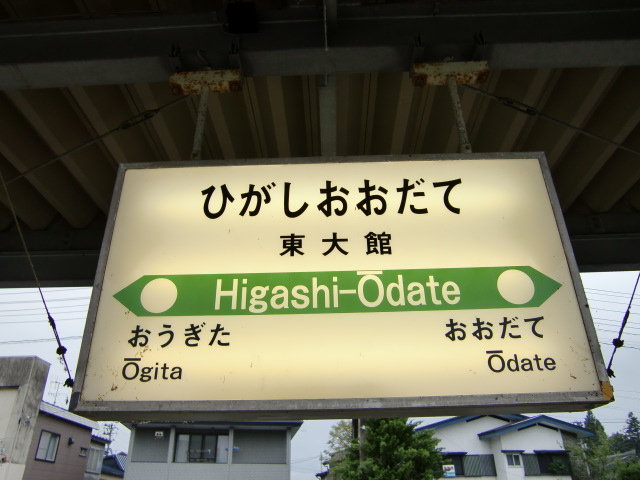 ひがしおおだて
東大館
Higashi-Ōdate
おうぎた
おおだて
Ōgita
Ōdate